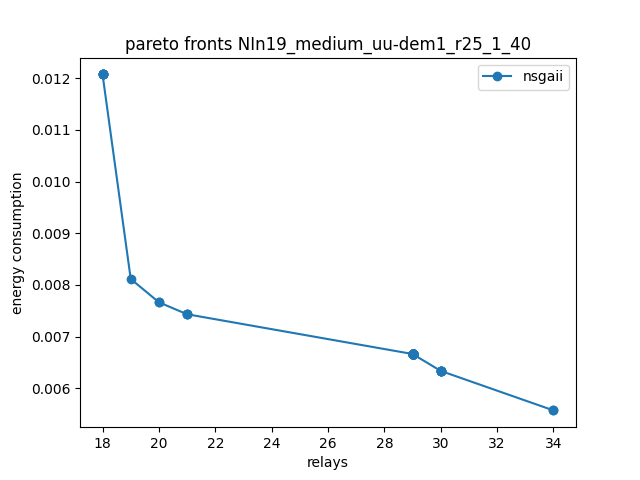 pareto fronts NIn19_medium_uu-dem1_r25_1_40
nsgaii
energy consumption
0.012
0.011
0.010
0.009
0.008
0.007
0.006
18 20 22 24 26 28 30 32 34
relays